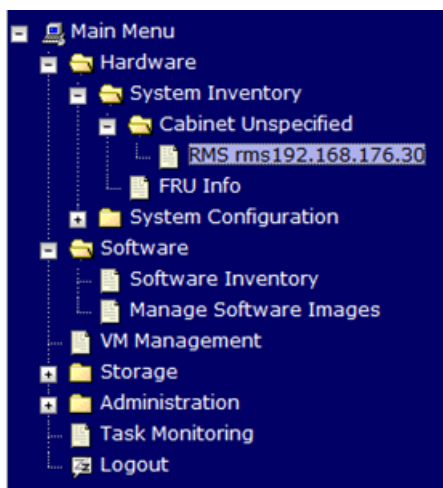 Main Menu
Hardware
System Inventory
Cabinet Unspecified
RMS rms192.168.176.30
FRU Info
System Configuration
Software
Software Inventory
Manage Software Images
VM Management
Storage
Administration
Task Monitoring
Logout